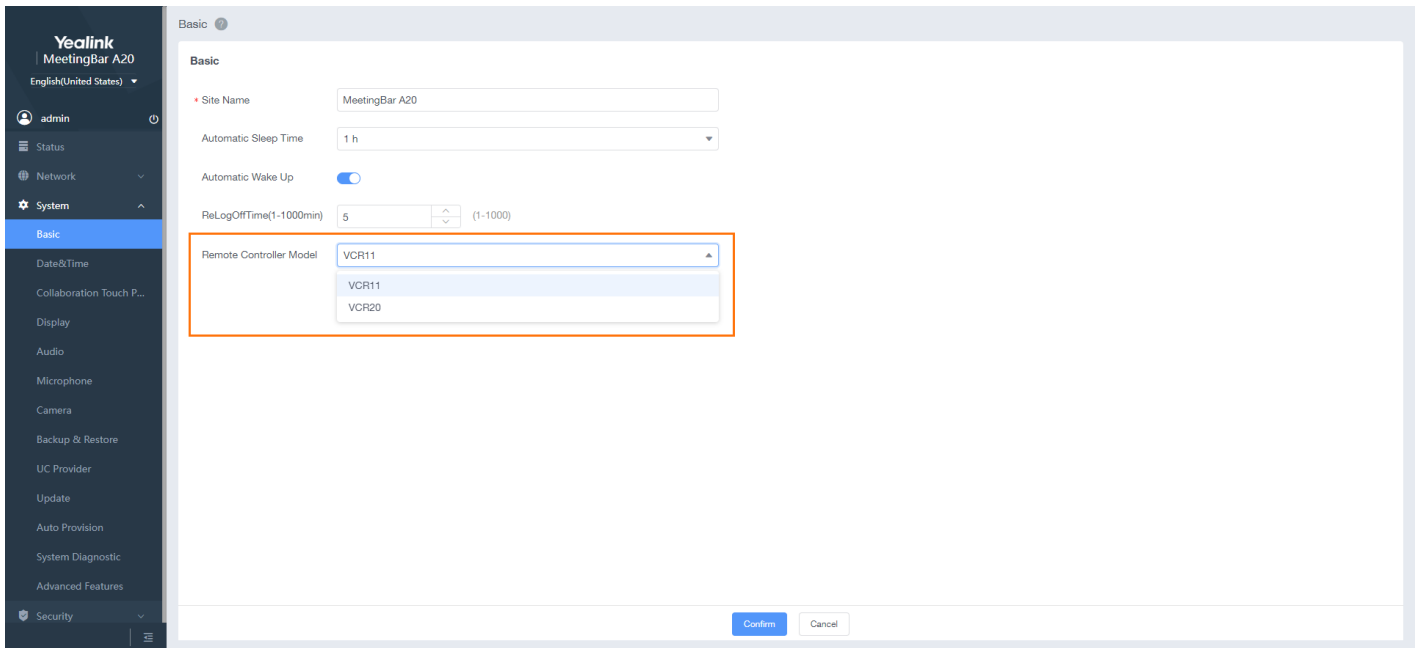 Yealink
MeetingBar A20
English(United States)
admin
Status
Network
System
Basic
Date&Time
Collaboration Touch P...
Display
Audio
Microphone
Camera
Backup & Restore
UC Provider
Update
Auto Provision
System Diagnostic
Advanced Features
Security
Basic
Basic
* Site Name MeetingBar A20
Automatic Sleep Time 1 h
Automatic Wake Up
ReLogOffTime(1-1000min) 5 (1-1000)
Remote Controller Model VCR11
VCR11
VCR20
Confirm Cancel